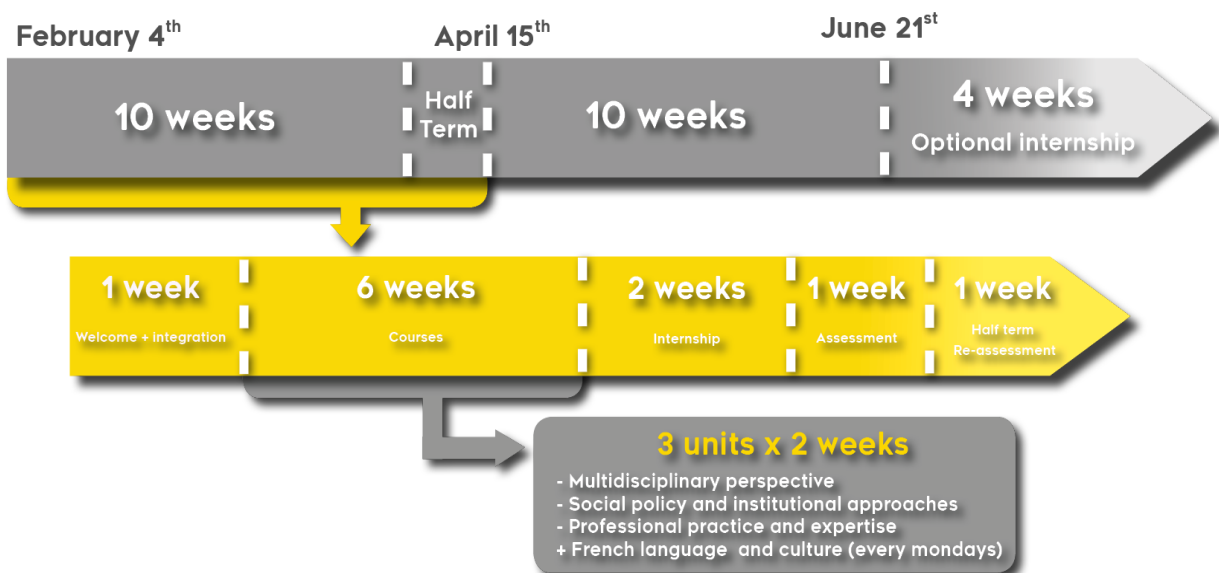 February 4th
April 15th
June 21st
10 weeks
Half
Term
10 weeks
4 weeks
Optional internship
1 week
Welcome + integration
6 weeks
Courses
2 weeks
Internship
1 week
Assessment
1 week
Half term
Re-assessment
3 units x 2 weeks
- Multidisciplinary perspective
- Social policy and institutional approaches
- Professional practice and expertise
+ French language and culture (every mondays)